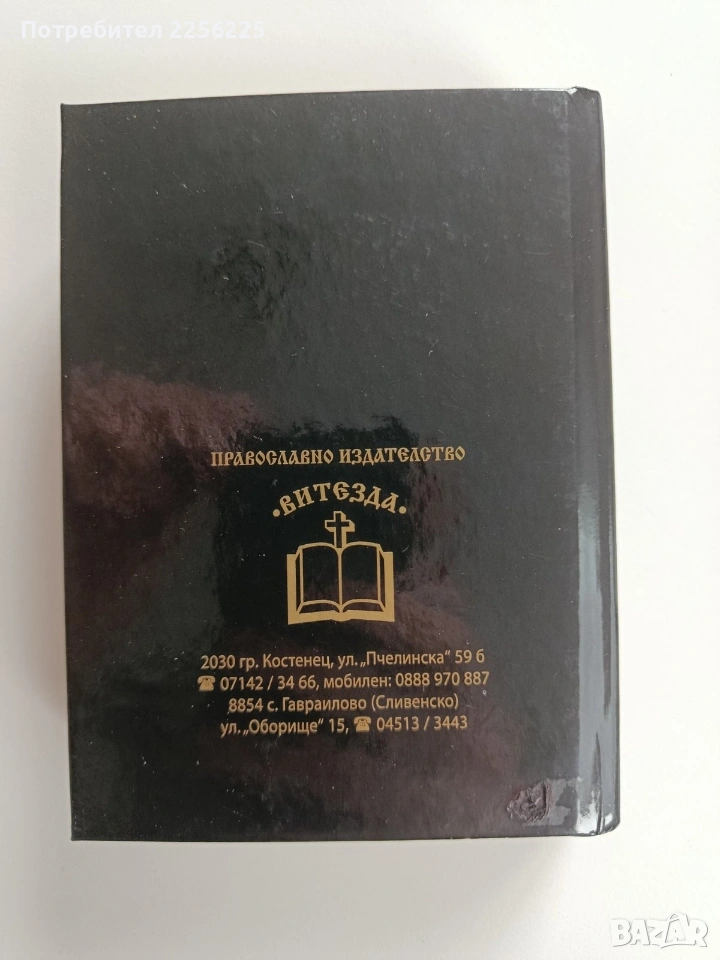 Потребител 2256225
ПРАВОСЛАВНО ИЗДАТЕЛСТВО
•ВИТЕЗДА•
2030 гр. Костенец, ул. „Пчелинска“ 59 б
☎ 07142 / 34 66, мобилен: 0888 970 887
8854 с. Гавраилово (Сливенско)
ул. „Оборище“ 15, ☎ 04513 / 3443
BAZAR